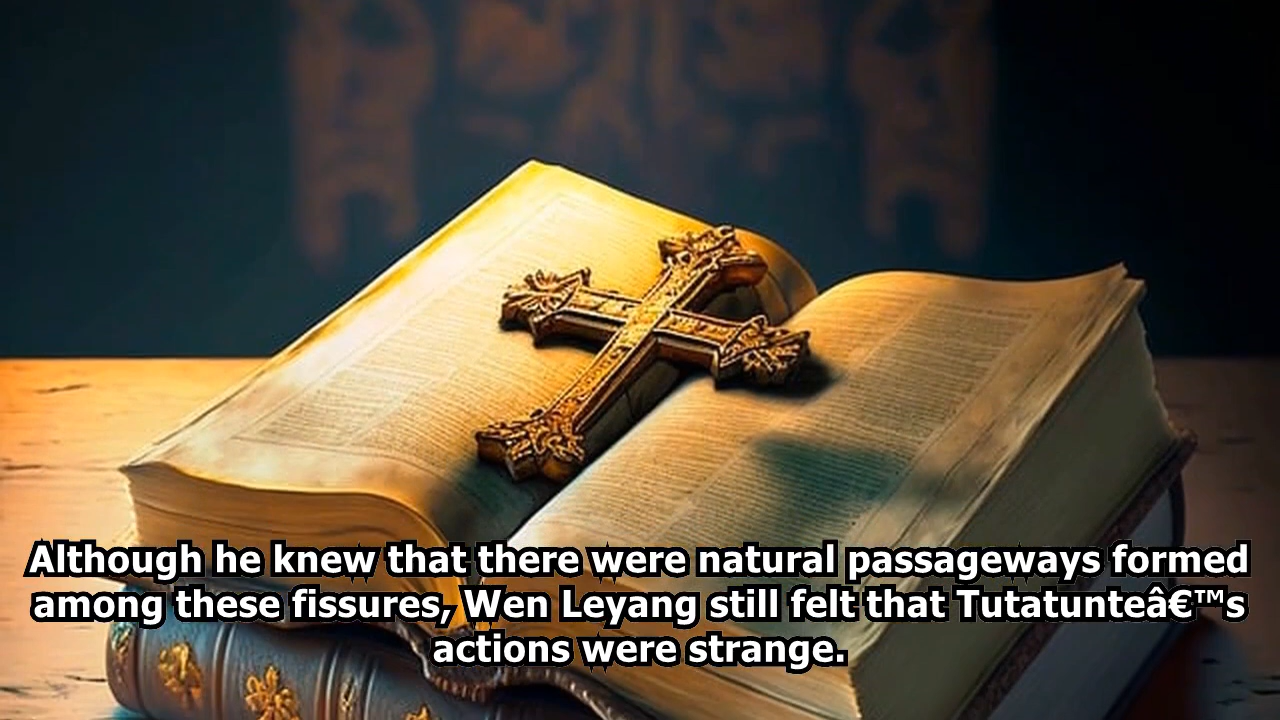 Although he knew that there were natural passageways formed
among these fissures, Wen Leyang still felt that Tutatunteâ€™s
actions were strange.